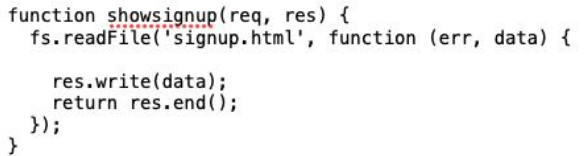 function showsignup(req, res) {
  fs.readFile('signup.html', function (err, data) {

    res.write(data);
    return res.end();
  });
}